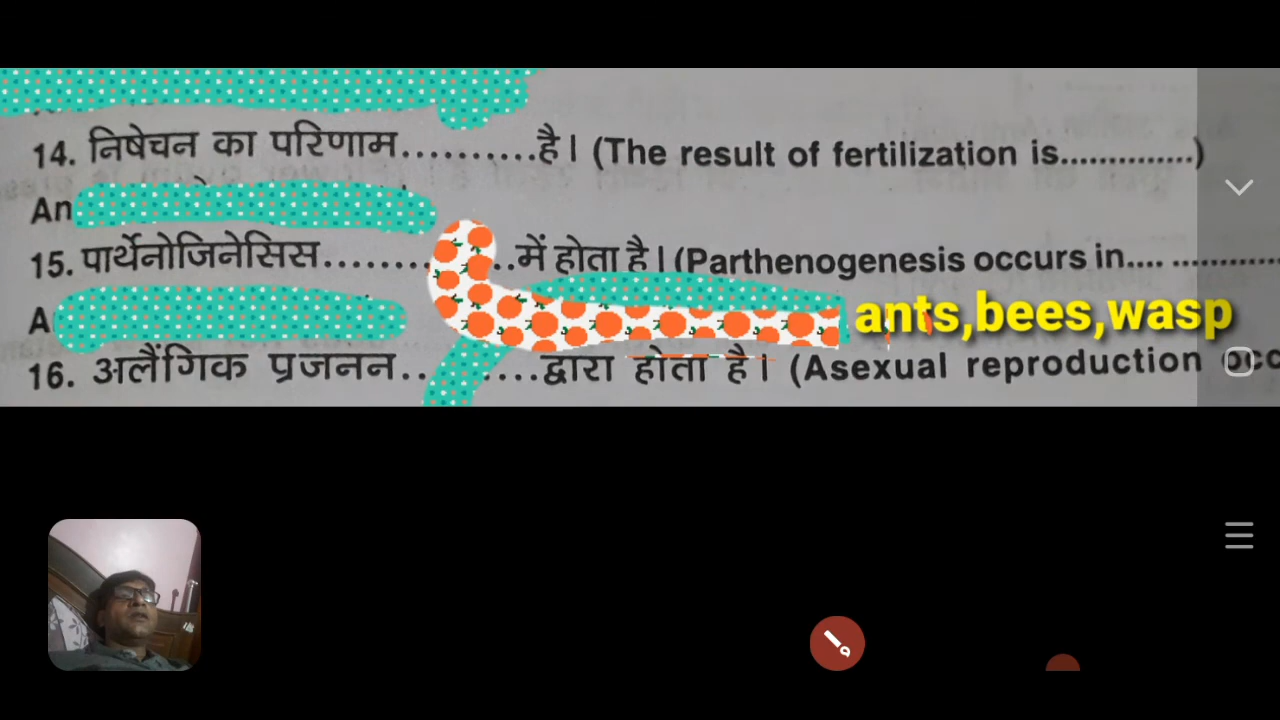 14. निषेचन का परिणाम..........है। (The result of fertilization is..............)
An
15. पार्थेनोजिनेसिस..........में होता है। (Parthenogenesis occurs in.... ............
A
ants,bees,wasp
16. अलैंगिक प्रजनन.. ....द्वारा होता है। (Asexual reproduction occ